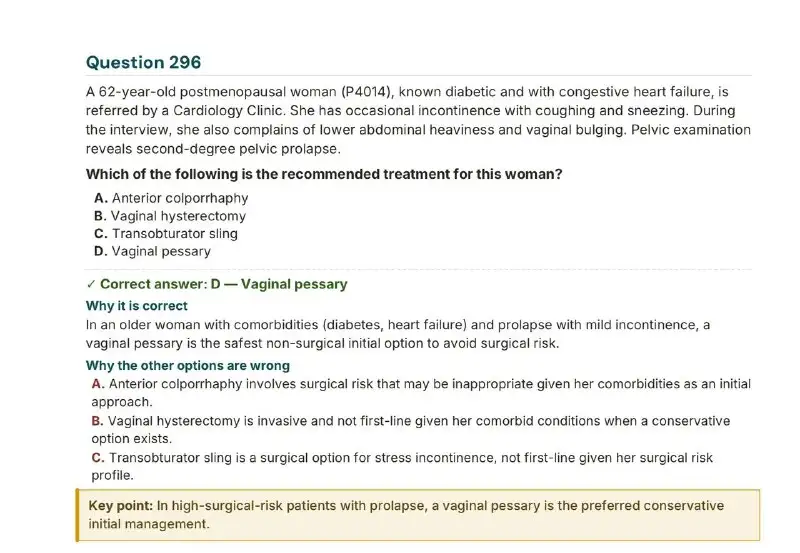 Question 296
A 62-year-old postmenopausal woman (P4014), known diabetic and with congestive heart failure, is
referred by a Cardiology Clinic. She has occasional incontinence with coughing and sneezing. During
the interview, she also complains of lower abdominal heaviness and vaginal bulging. Pelvic examination
reveals second-degree pelvic prolapse.
Which of the following is the recommended treatment for this woman?
A. Anterior colporrhaphy
B. Vaginal hysterectomy
C. Transobturator sling
D. Vaginal pessary
✓ Correct answer: D — Vaginal pessary
Why it is correct
In an older woman with comorbidities (diabetes, heart failure) and prolapse with mild incontinence, a
vaginal pessary is the safest non-surgical initial option to avoid surgical risk.
Why the other options are wrong
A. Anterior colporrhaphy involves surgical risk that may be inappropriate given her comorbidities as an initial
approach.
B. Vaginal hysterectomy is invasive and not first-line given her comorbid conditions when a conservative
option exists.
C. Transobturator sling is a surgical option for stress incontinence, not first-line given her surgical risk
profile.
Key point: In high-surgical-risk patients with prolapse, a vaginal pessary is the preferred conservative
initial management.